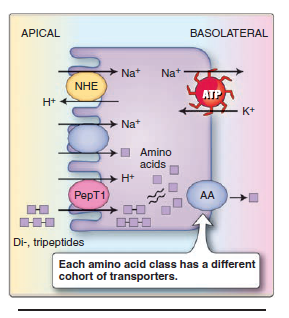 APICAL BASOLATERAL
Na⁺ Na⁺
NHE ATP
H⁺ K⁺
Na⁺
Amino
acids
H⁺
PepT1 AA
Di-, tripeptides
Each amino acid class has a different
cohort of transporters.